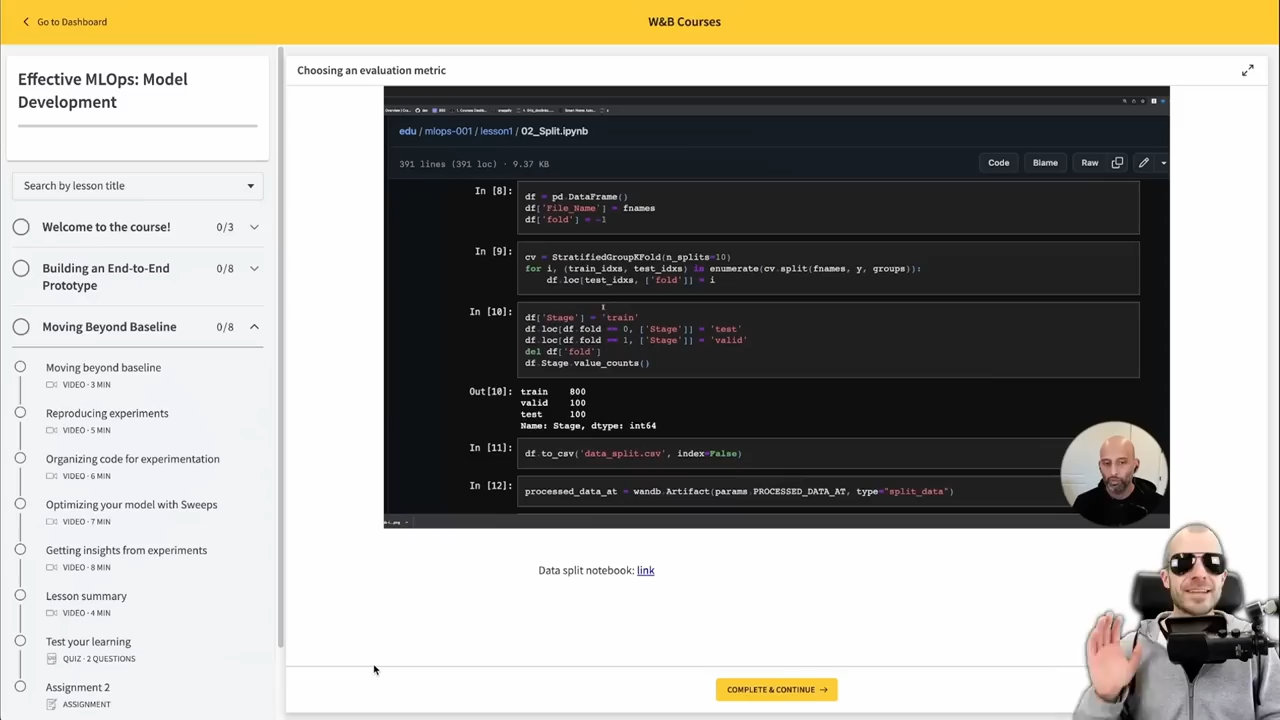 Go to Dashboard
W&B Courses
Effective MLOps: Model
Development
Search by lesson title
Welcome to the course! 0/3
Building an End-to-End 0/8
Prototype
Moving Beyond Baseline 0/8
Moving beyond baseline
VIDEO · 3 MIN
Reproducing experiments
VIDEO · 5 MIN
Organizing code for experimentation
VIDEO · 6 MIN
Optimizing your model with Sweeps
VIDEO · 7 MIN
Getting insights from experiments
VIDEO · 8 MIN
Lesson summary
VIDEO · 4 MIN
Test your learning
QUIZ · 2 QUESTIONS
Assignment 2
ASSIGNMENT
Choosing an evaluation metric
edu / mlops-001 / lesson1 / 02_Split.ipynb
391 lines (391 loc) · 9.37 KB
Code Blame Raw
In [8]: df = pd.DataFrame()
df['File_Name'] = fnames
df['fold'] = -1
In [9]: cv = StratifiedGroupKFold(n_splits=10)
for i, (train_idxs, test_idxs) in enumerate(cv.split(fnames, y, groups)):
df.loc[test_idxs, ['fold']] = i
In [10]: df['Stage'] = 'train'
df.loc[df.fold == 0, ['Stage']] = 'test'
df.loc[df.fold == 1, ['Stage']] = 'valid'
del df['fold']
df.Stage.value_counts()
Out[10]: train 800
valid 100
test 100
Name: Stage, dtype: int64
In [11]: df.to_csv('data_split.csv', index=False)
In [12]: processed_data_at = wandb.Artifact(params.PROCESSED_DATA_AT, type="split_data")
Data split notebook: link
COMPLETE & CONTINUE →